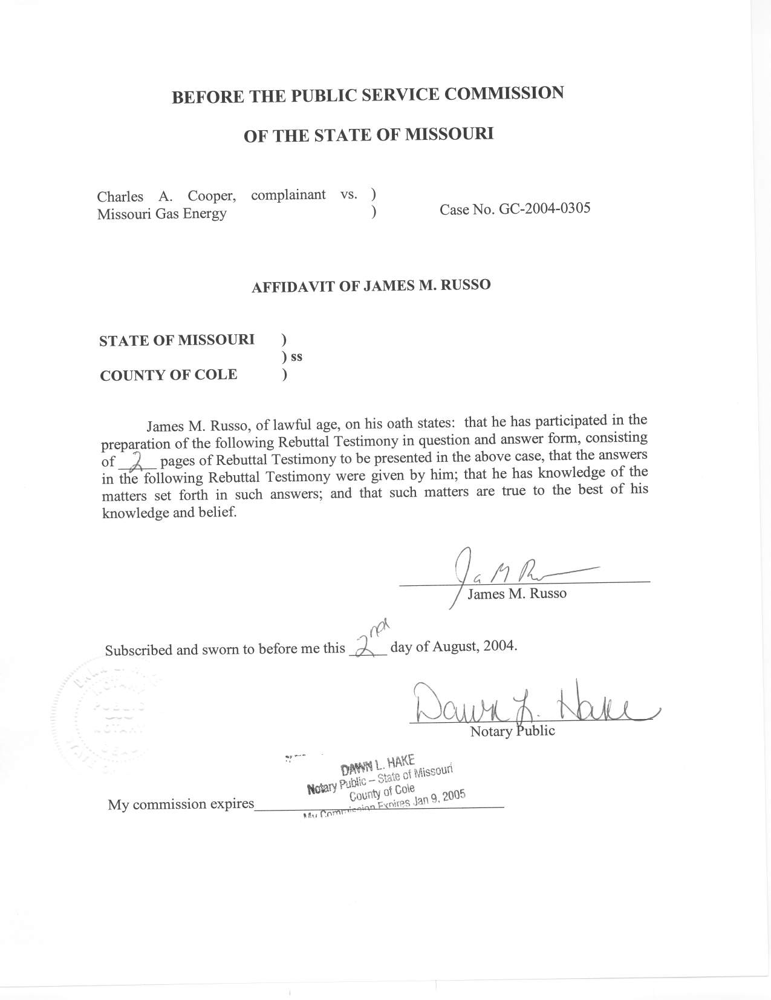 BEFORE THE PUBLIC SERVICE COMMISSION
OF THE STATE OF MISSOURI
Charles A. Cooper, complainant vs. )
Missouri Gas Energy ) Case No. GC-2004-0305
AFFIDAVIT OF JAMES M. RUSSO
STATE OF MISSOURI )
) ss
COUNTY OF COLE )
James M. Russo, of lawful age, on his oath states: that he has participated in the
preparation of the following Rebuttal Testimony in question and answer form, consisting
of 2 pages of Rebuttal Testimony to be presented in the above case, that the answers
in the following Rebuttal Testimony were given by him; that he has knowledge of the
matters set forth in such answers; and that such matters are true to the best of his
knowledge and belief.
Ja M Ru
James M. Russo
Subscribed and sworn to before me this 2nd day of August, 2004.
Dawn L. Hake
Notary Public
NOTARY
PUBLIC
NOTARY
SEAL
DAWN L. HAKE
Notary Public – State of Missouri
County of Cole
My Commission Expires Jan 9, 2005
My commission expires